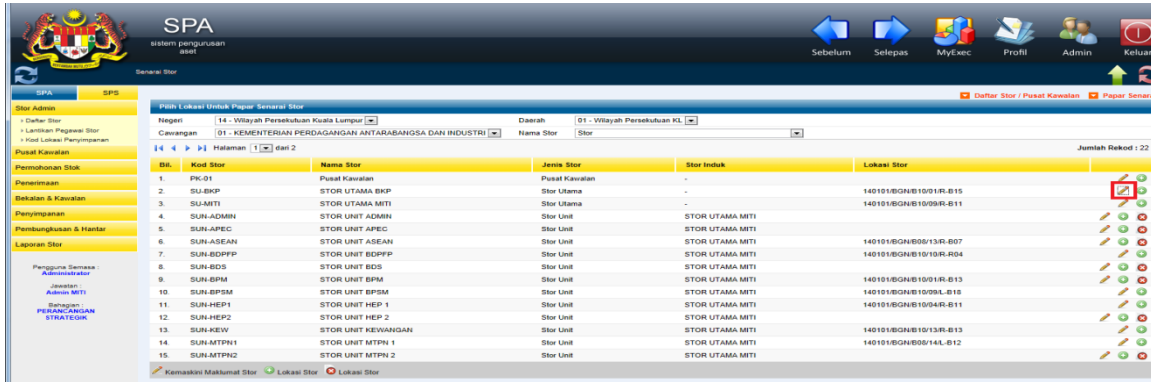 SPA
sistem pengurusan
aset
Sebelum Selepas MyExec Profil Admin Keluar
Senarai Stor
SPA SPS
Daftar Stor / Pusat Kawalan Papar Senara
Stor Admin
Daftar Stor
Lantikan Pegawai Stor
Kod Lokasi Penyimpanan
Pusat Kawalan
Permohonan Stok
Penerimaan
Bekalan & Kawalan
Penyimpanan
Pembungkusan & Hantar
Laporan Stor
Pengguna Semasa :
Administrator
Jawatan :
Admin MITI
Bahagian :
PERANCANGAN
STRATEGIK
Pilih Lokasi Untuk Papar Senarai Stor
Negeri 14 - Wilayah Persekutuan Kuala Lumpur Daerah 01 - Wilayah Persekutuan KL
Cawangan 01 - KEMENTERIAN PERDAGANGAN ANTARABANGSA DAN INDUSTRI Nama Stor Stor
Halaman 1 dari 2 Jumlah Rekod : 22
Bil. Kod Stor Nama Stor Jenis Stor Stor Induk Lokasi Stor
1. PK-01 Pusat Kawalan Pusat Kawalan -
2. SU-BKP STOR UTAMA BKP Stor Utama - 140101/BGN/B10/01/R-B15
3. SU-MITI STOR UTAMA MITI Stor Utama - 140101/BGN/B10/09/R-B11
4. SUN-ADMIN STOR UNIT ADMIN Stor Unit STOR UTAMA MITI
5. SUN-APEC STOR UNIT APEC Stor Unit STOR UTAMA MITI
6. SUN-ASEAN STOR UNIT ASEAN Stor Unit STOR UTAMA MITI 140101/BGN/B08/13/R-B07
7. SUN-BDPFP STOR UNIT BDPFP Stor Unit STOR UTAMA MITI 140101/BGN/B10/10/R-R04
8. SUN-BDS STOR UNIT BDS Stor Unit STOR UTAMA MITI
9. SUN-BPM STOR UNIT BPM Stor Unit STOR UTAMA MITI 140101/BGN/B10/01/R-B13
10. SUN-BPSM STOR UNIT BPSM Stor Unit STOR UTAMA MITI 140101/BGN/B10/09/L-B18
11. SUN-HEP1 STOR UNIT HEP 1 Stor Unit STOR UTAMA MITI 140101/BGN/B10/04/R-B11
12. SUN-HEP2 STOR UNIT HEP 2 Stor Unit STOR UTAMA MITI
13. SUN-KEW STOR UNIT KEWANGAN Stor Unit STOR UTAMA MITI 140101/BGN/B10/13/R-B13
14. SUN-MTPN1 STOR UNIT MTPN 1 Stor Unit STOR UTAMA MITI 140101/BGN/B08/14/L-B12
15. SUN-MTPN2 STOR UNIT MTPN 2 Stor Unit STOR UTAMA MITI
Kemaskini Maklumat Stor Lokasi Stor Lokasi Stor